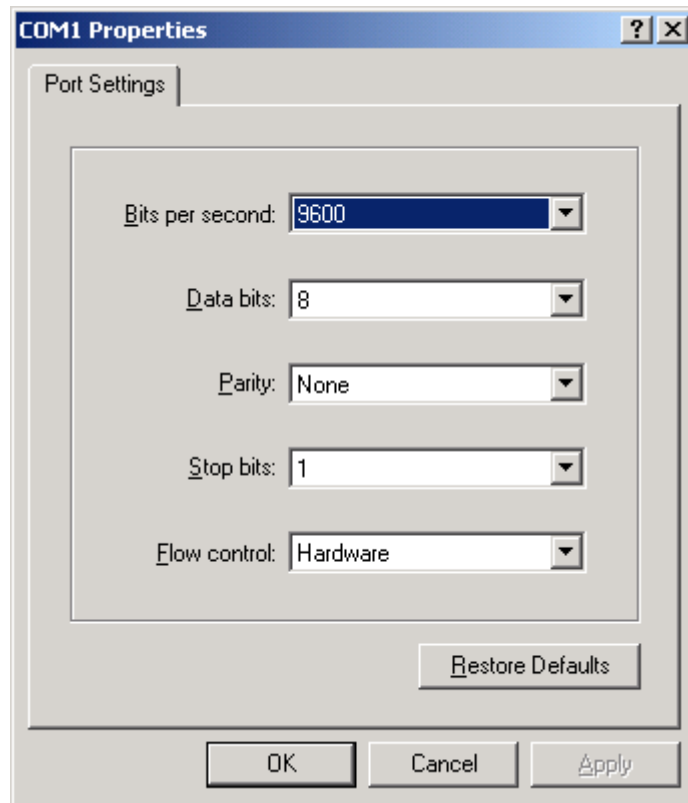 COM1 Properties
Port Settings
Bits per second: 9600
Data bits: 8
Parity: None
Stop bits: 1
Flow control: Hardware
Restore Defaults
OK Cancel Apply